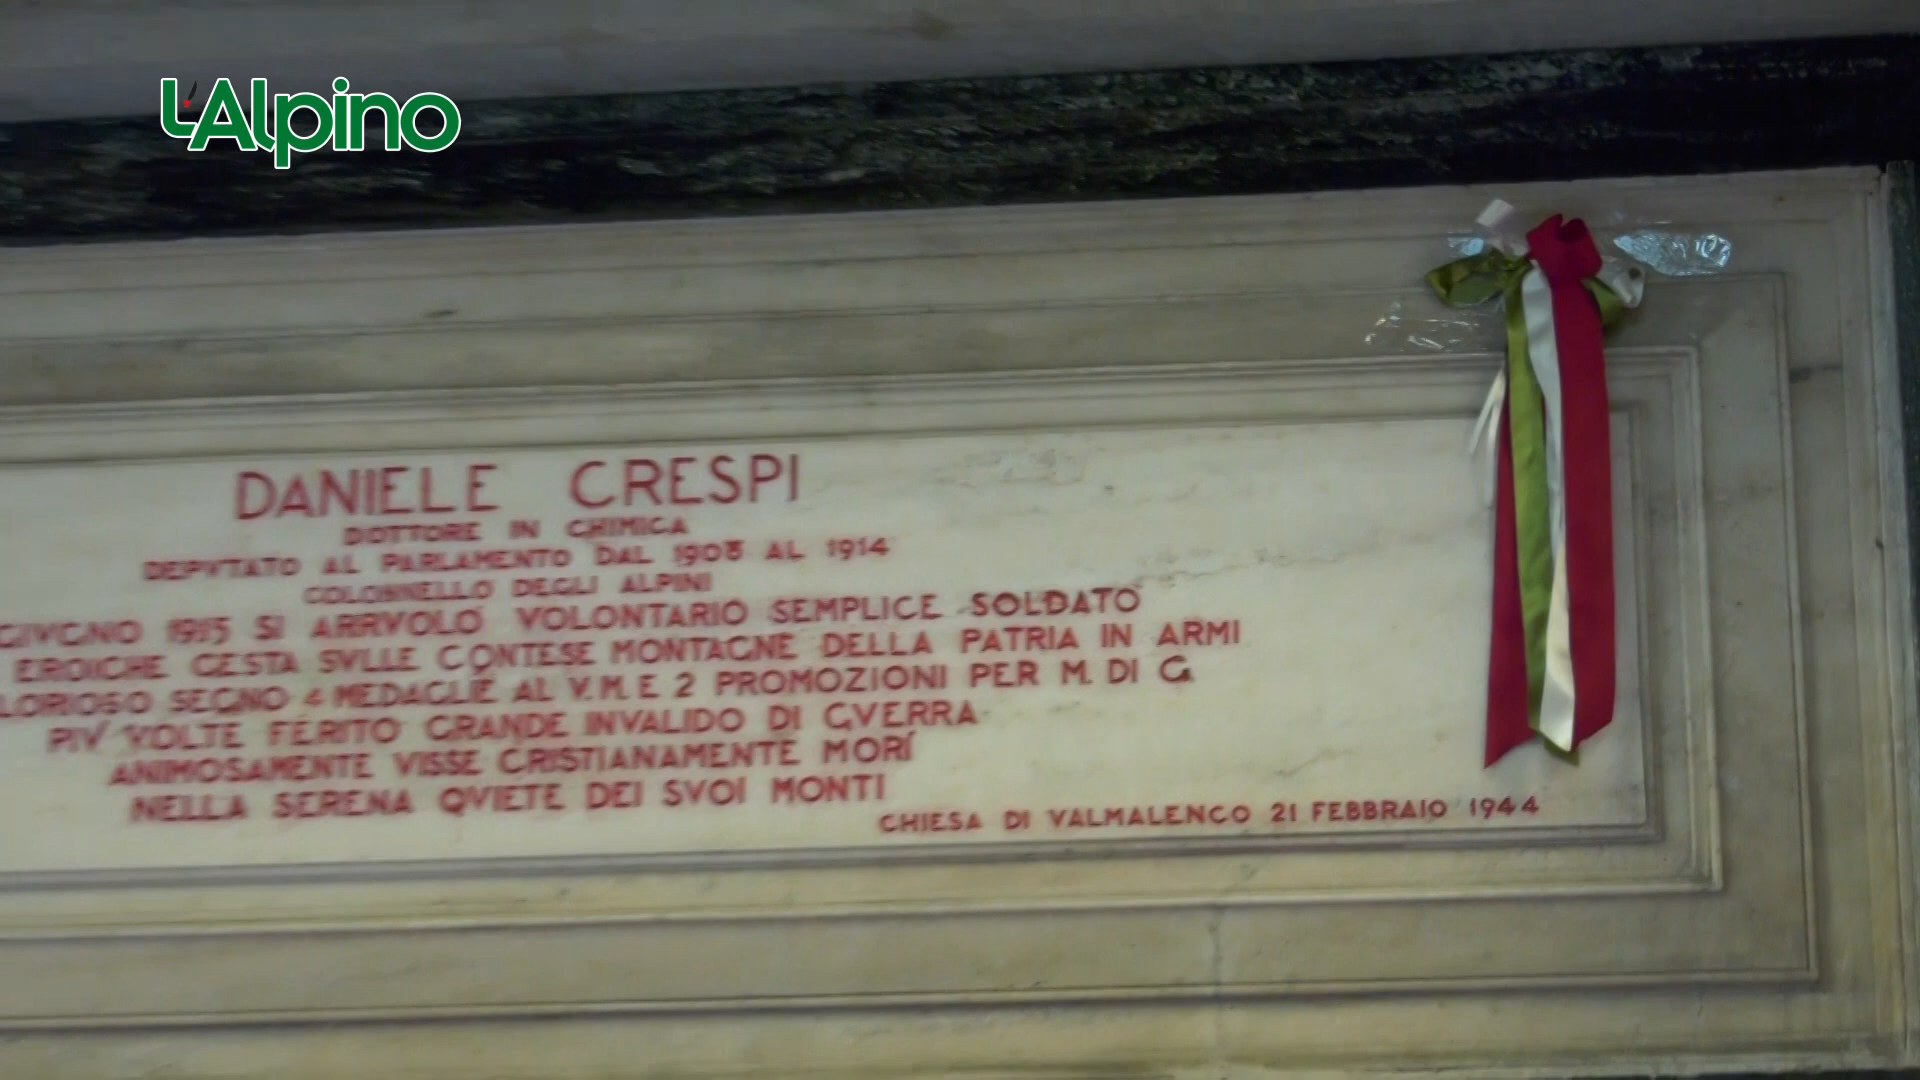 L'Alpino
DANIELE CRESPI
DOTTORE IN CHIMICA
DEPVTATO AL PARLAMENTO DAL 1908 AL 1914
COLONNELLO DEGLI ALPINI
GIVGNO 1915 SI ARRVOLÒ VOLONTARIO SEMPLICE SOLDATO
EROICHE GESTA SVLLE CONTESE MONTAGNE DELLA PATRIA IN ARMI
LORIOSO SEGNO 4 MEDAGLIE AL V.M. E 2 PROMOZIONI PER M. DI G.
PIV' VOLTE FERITO GRANDE INVALIDO DI GVERRA
ANIMOSAMENTE VISSE CRISTIANAMENTE MORÍ
NELLA SERENA QVIETE DEI SVOI MONTI
CHIESA DI VALMALENCO 21 FEBBRAIO 1944